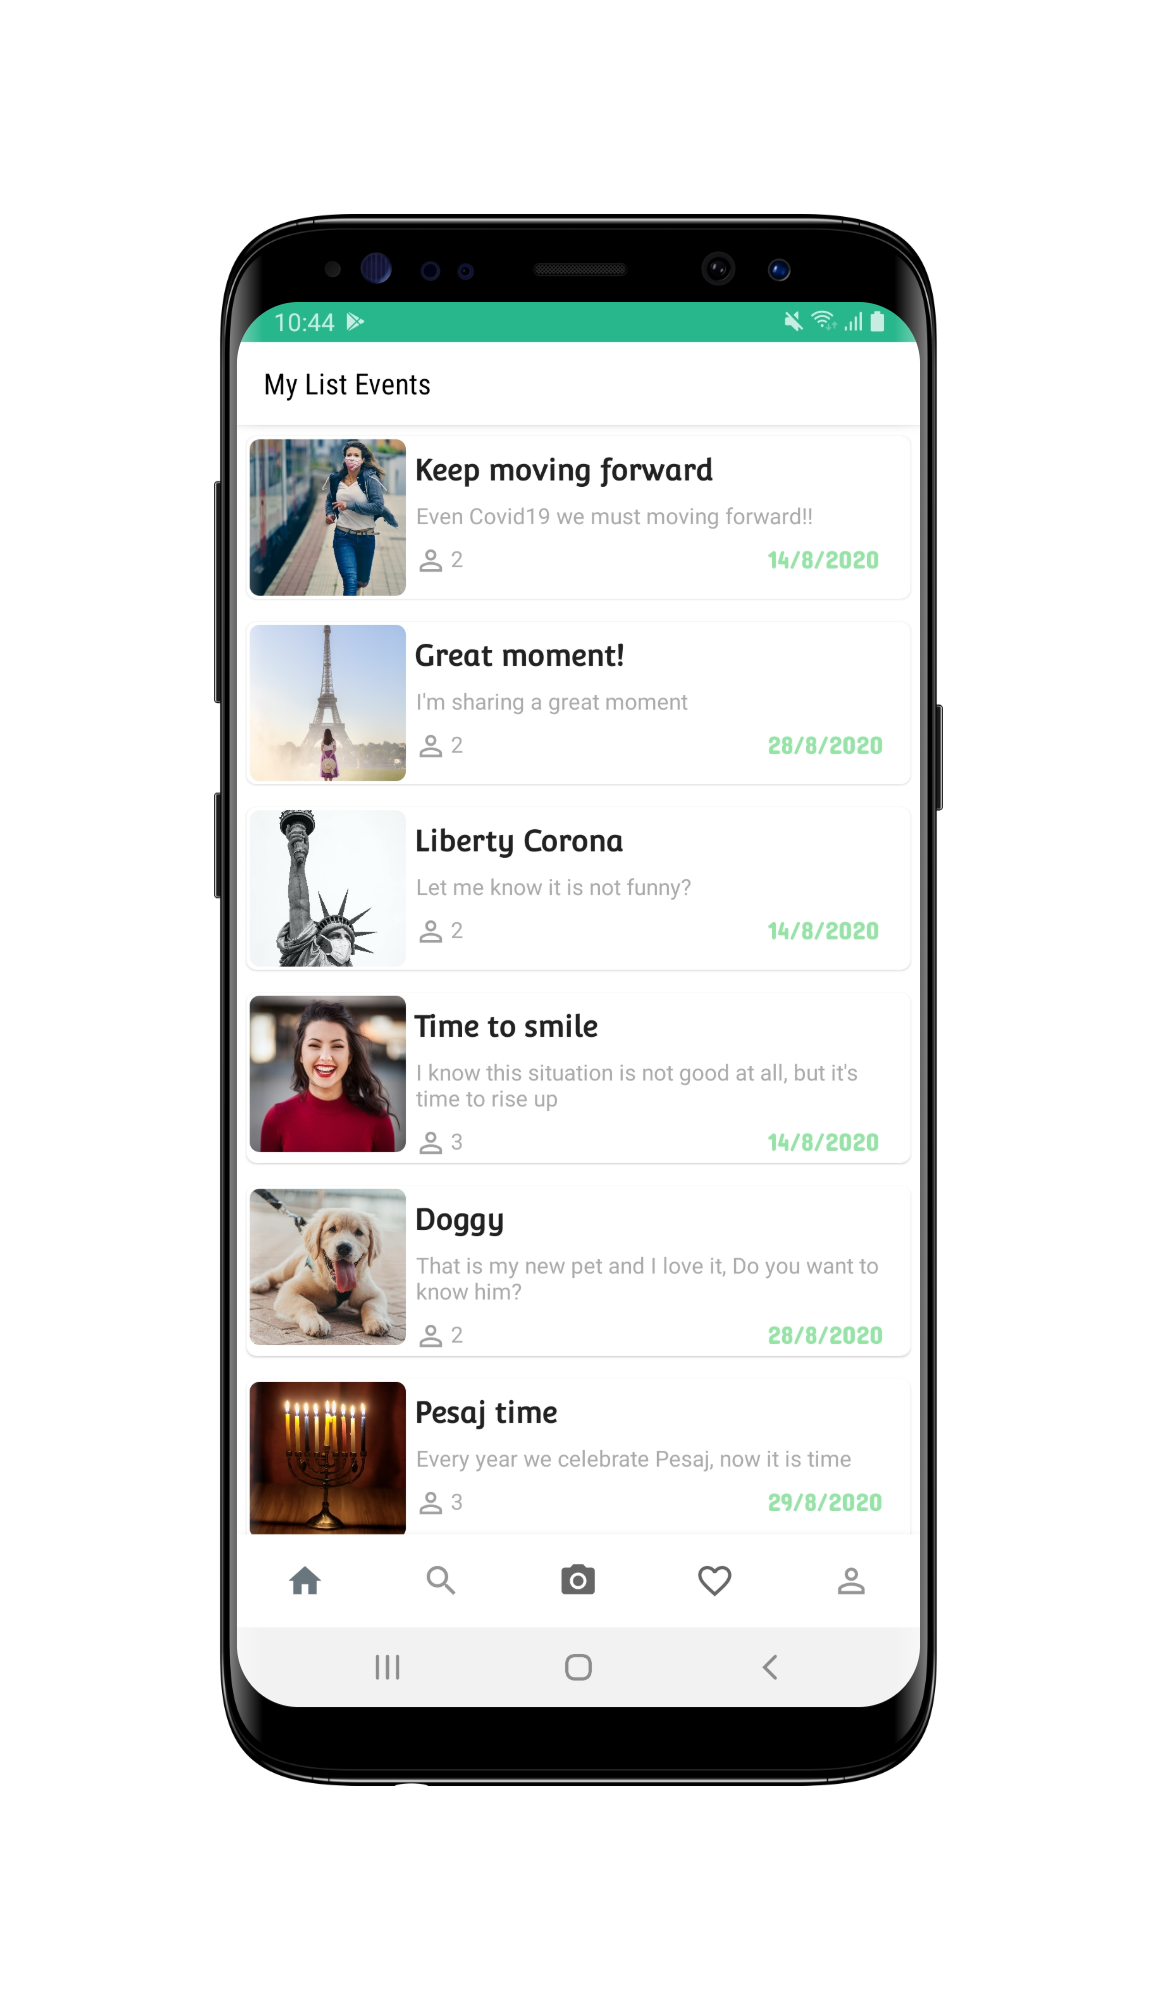 10:44
My List Events
Keep moving forward
Even Covid19 we must moving forward!!
2 14/8/2020
Great moment!
I'm sharing a great moment
2 28/8/2020
Liberty Corona
Let me know it is not funny?
2 14/8/2020
Time to smile
I know this situation is not good at all, but it's
time to rise up
3 14/8/2020
Doggy
That is my new pet and I love it, Do you want to
know him?
2 28/8/2020
Pesaj time
Every year we celebrate Pesaj, now it is time
3 29/8/2020